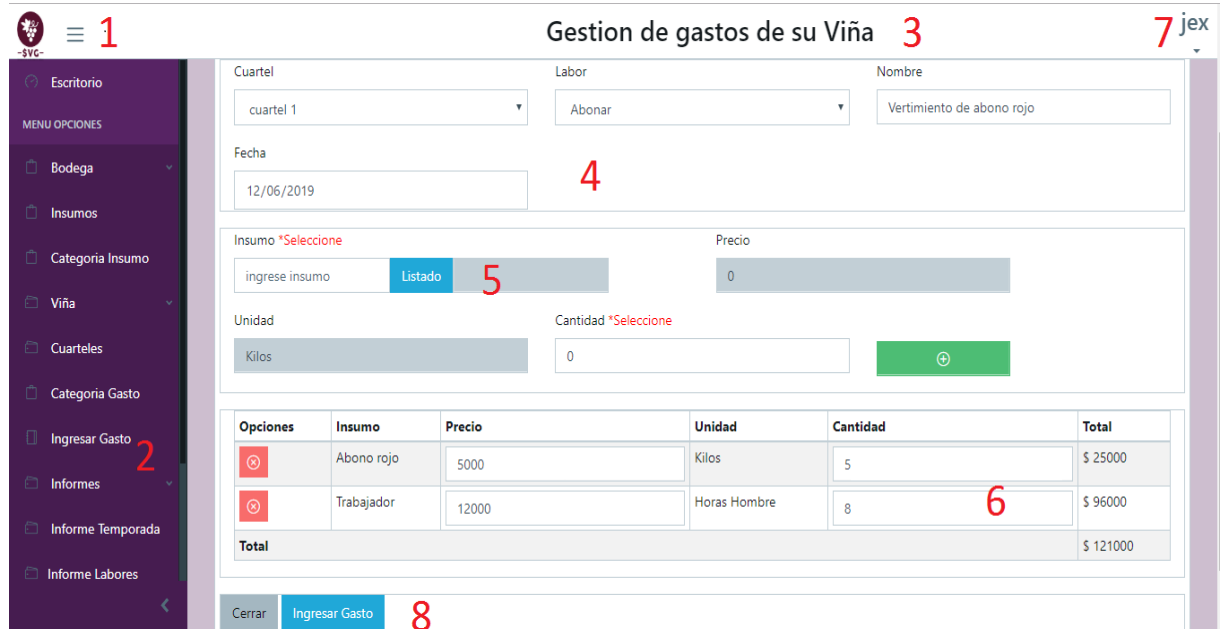 -SVG-
1
Gestion de gastos de su Viña 3
7 jex
Escritorio
MENU OPCIONES
Bodega
Insumos
Categoria Insumo
Viña
Cuarteles
Categoria Gasto
Ingresar Gasto
2
Informes
Informe Temporada
Informe Labores
Cuartel Labor Nombre
cuartel 1 Abonar Vertimiento de abono rojo
Fecha
4
12/06/2019
Insumo *Seleccione Precio
ingrese insumo Listado 5 0
Unidad Cantidad *Seleccione
Kilos 0
Opciones Insumo Precio Unidad Cantidad Total
Abono rojo 5000 Kilos 5 $ 25000
Trabajador 12000 Horas Hombre 8 6 $ 96000
Total $ 121000
Cerrar Ingresar Gasto 8